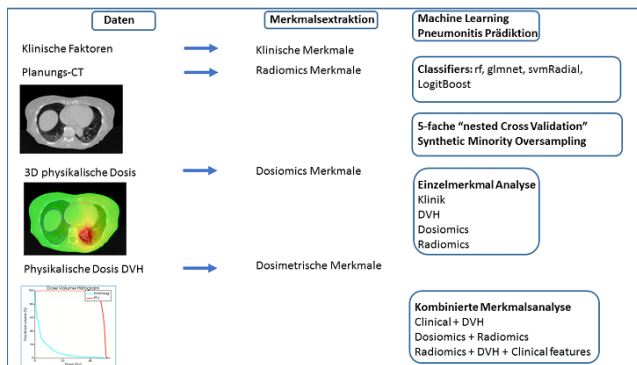 Daten
Merkmalsextraktion
Machine Learning
Pneumonitis Prädiktion
Klinische Faktoren
Klinische Merkmale
Planungs-CT
Radiomics Merkmale
Classifiers: rf, glmnet, svmRadial,
LogitBoost
5-fache “nested Cross Validation”
Synthetic Minority Oversampling
3D physikalische Dosis
Dosiomics Merkmale
Einzelmerkmal Analyse
Klinik
DVH
Dosiomics
Radiomics
Physikalische Dosis DVH
Dosimetrische Merkmale
Dose Volume Histogram
PTV
Kombinierte Merkmalsanalyse
Clinical + DVH
Dosiomics + Radiomics
Radiomics + DVH + Clinical features